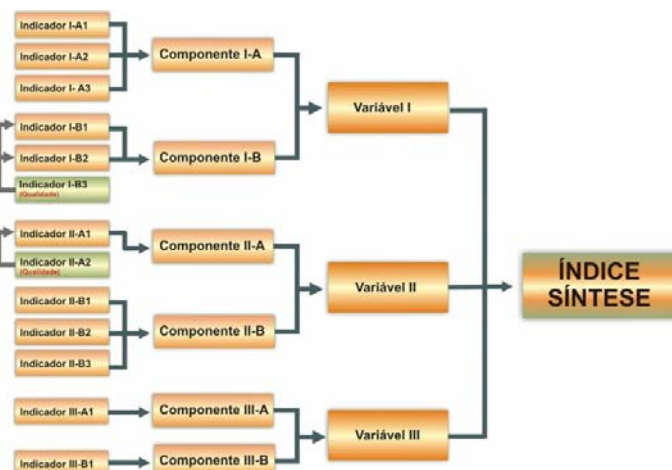 Indicador I-A1
Indicador I-A2
Indicador I- A3
Componente I-A
Indicador I-B1
Indicador I-B2
Indicador I-B3
(Qualidade)
Componente I-B
Variável I
Indicador II-A1
Indicador II-A2
(Qualidade)
Componente II-A
Indicador II-B1
Indicador II-B2
Indicador II-B3
Componente II-B
Variável II
Indicador III-A1
Componente III-A
Indicador III-B1
Componente III-B
Variável III
ÍNDICE
SÍNTESE